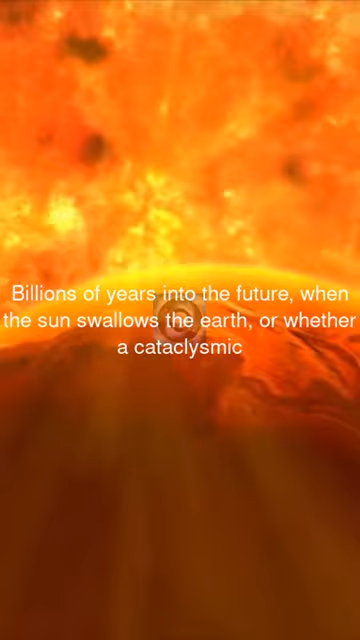 Billions of years into the future, when
the sun swallows the earth, or whether
a cataclysmic